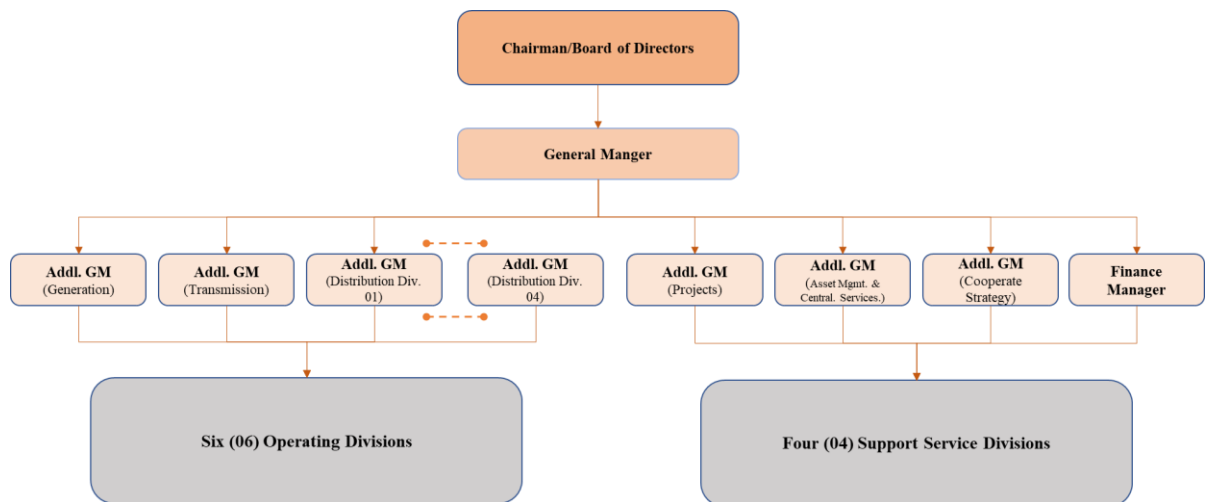 Chairman/Board of Directors
General Manger
Addl. GM
(Generation)
Addl. GM
(Transmission)
Addl. GM
(Distribution Div.
01)
Addl. GM
(Distribution Div.
04)
Addl. GM
(Projects)
Addl. GM
(Asset Mgmt. &
Central. Services.)
Addl. GM
(Cooperate
Strategy)
Finance
Manager
Six (06) Operating Divisions
Four (04) Support Service Divisions